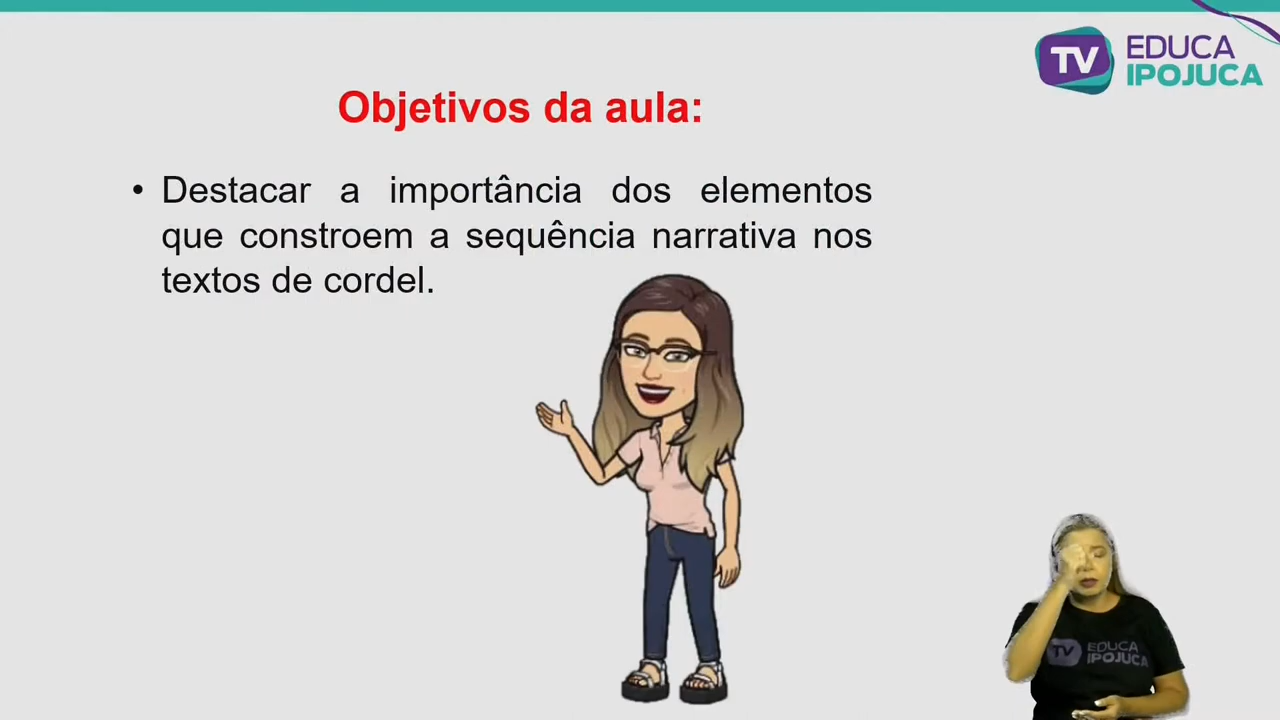 TV EDUCA
IPOJUCA
Objetivos da aula:
• Destacar a importância dos elementos
que constroem a sequência narrativa nos
textos de cordel.
TV EDUCA
IPOJUCA